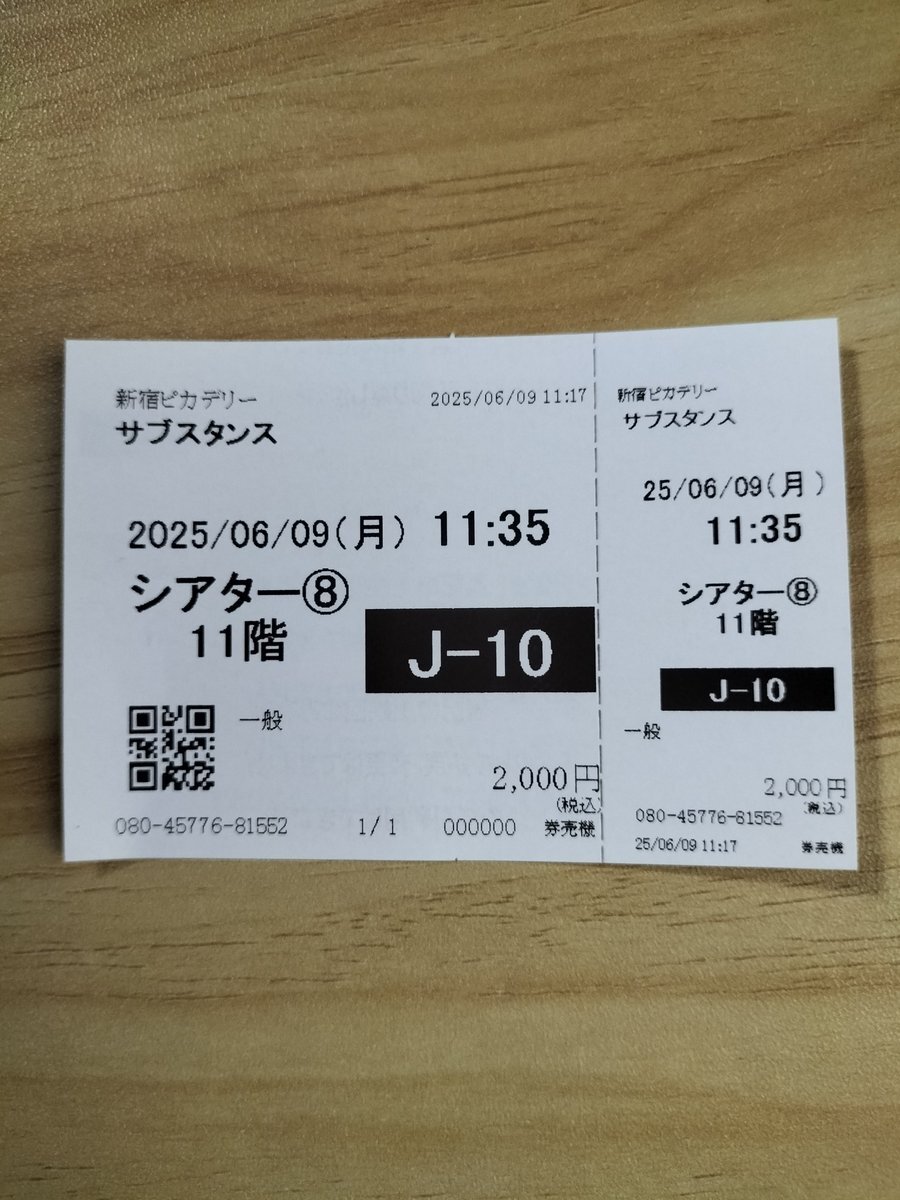 新宿ピカデリー 2025/06/09 11:17
サブスタンス
2025/06/09(月) 11:35
シアター⑧
11階
J-10
一般
2,000円
(税込)
080-45776-81552 1/1 000000 券売機
新宿ピカデリー
サブスタンス
25/06/09(月)
11:35
シアター⑧
11階
J-10
一般
2,000円
(税込)
080-45776-81552
25/06/09 11:17 券売機